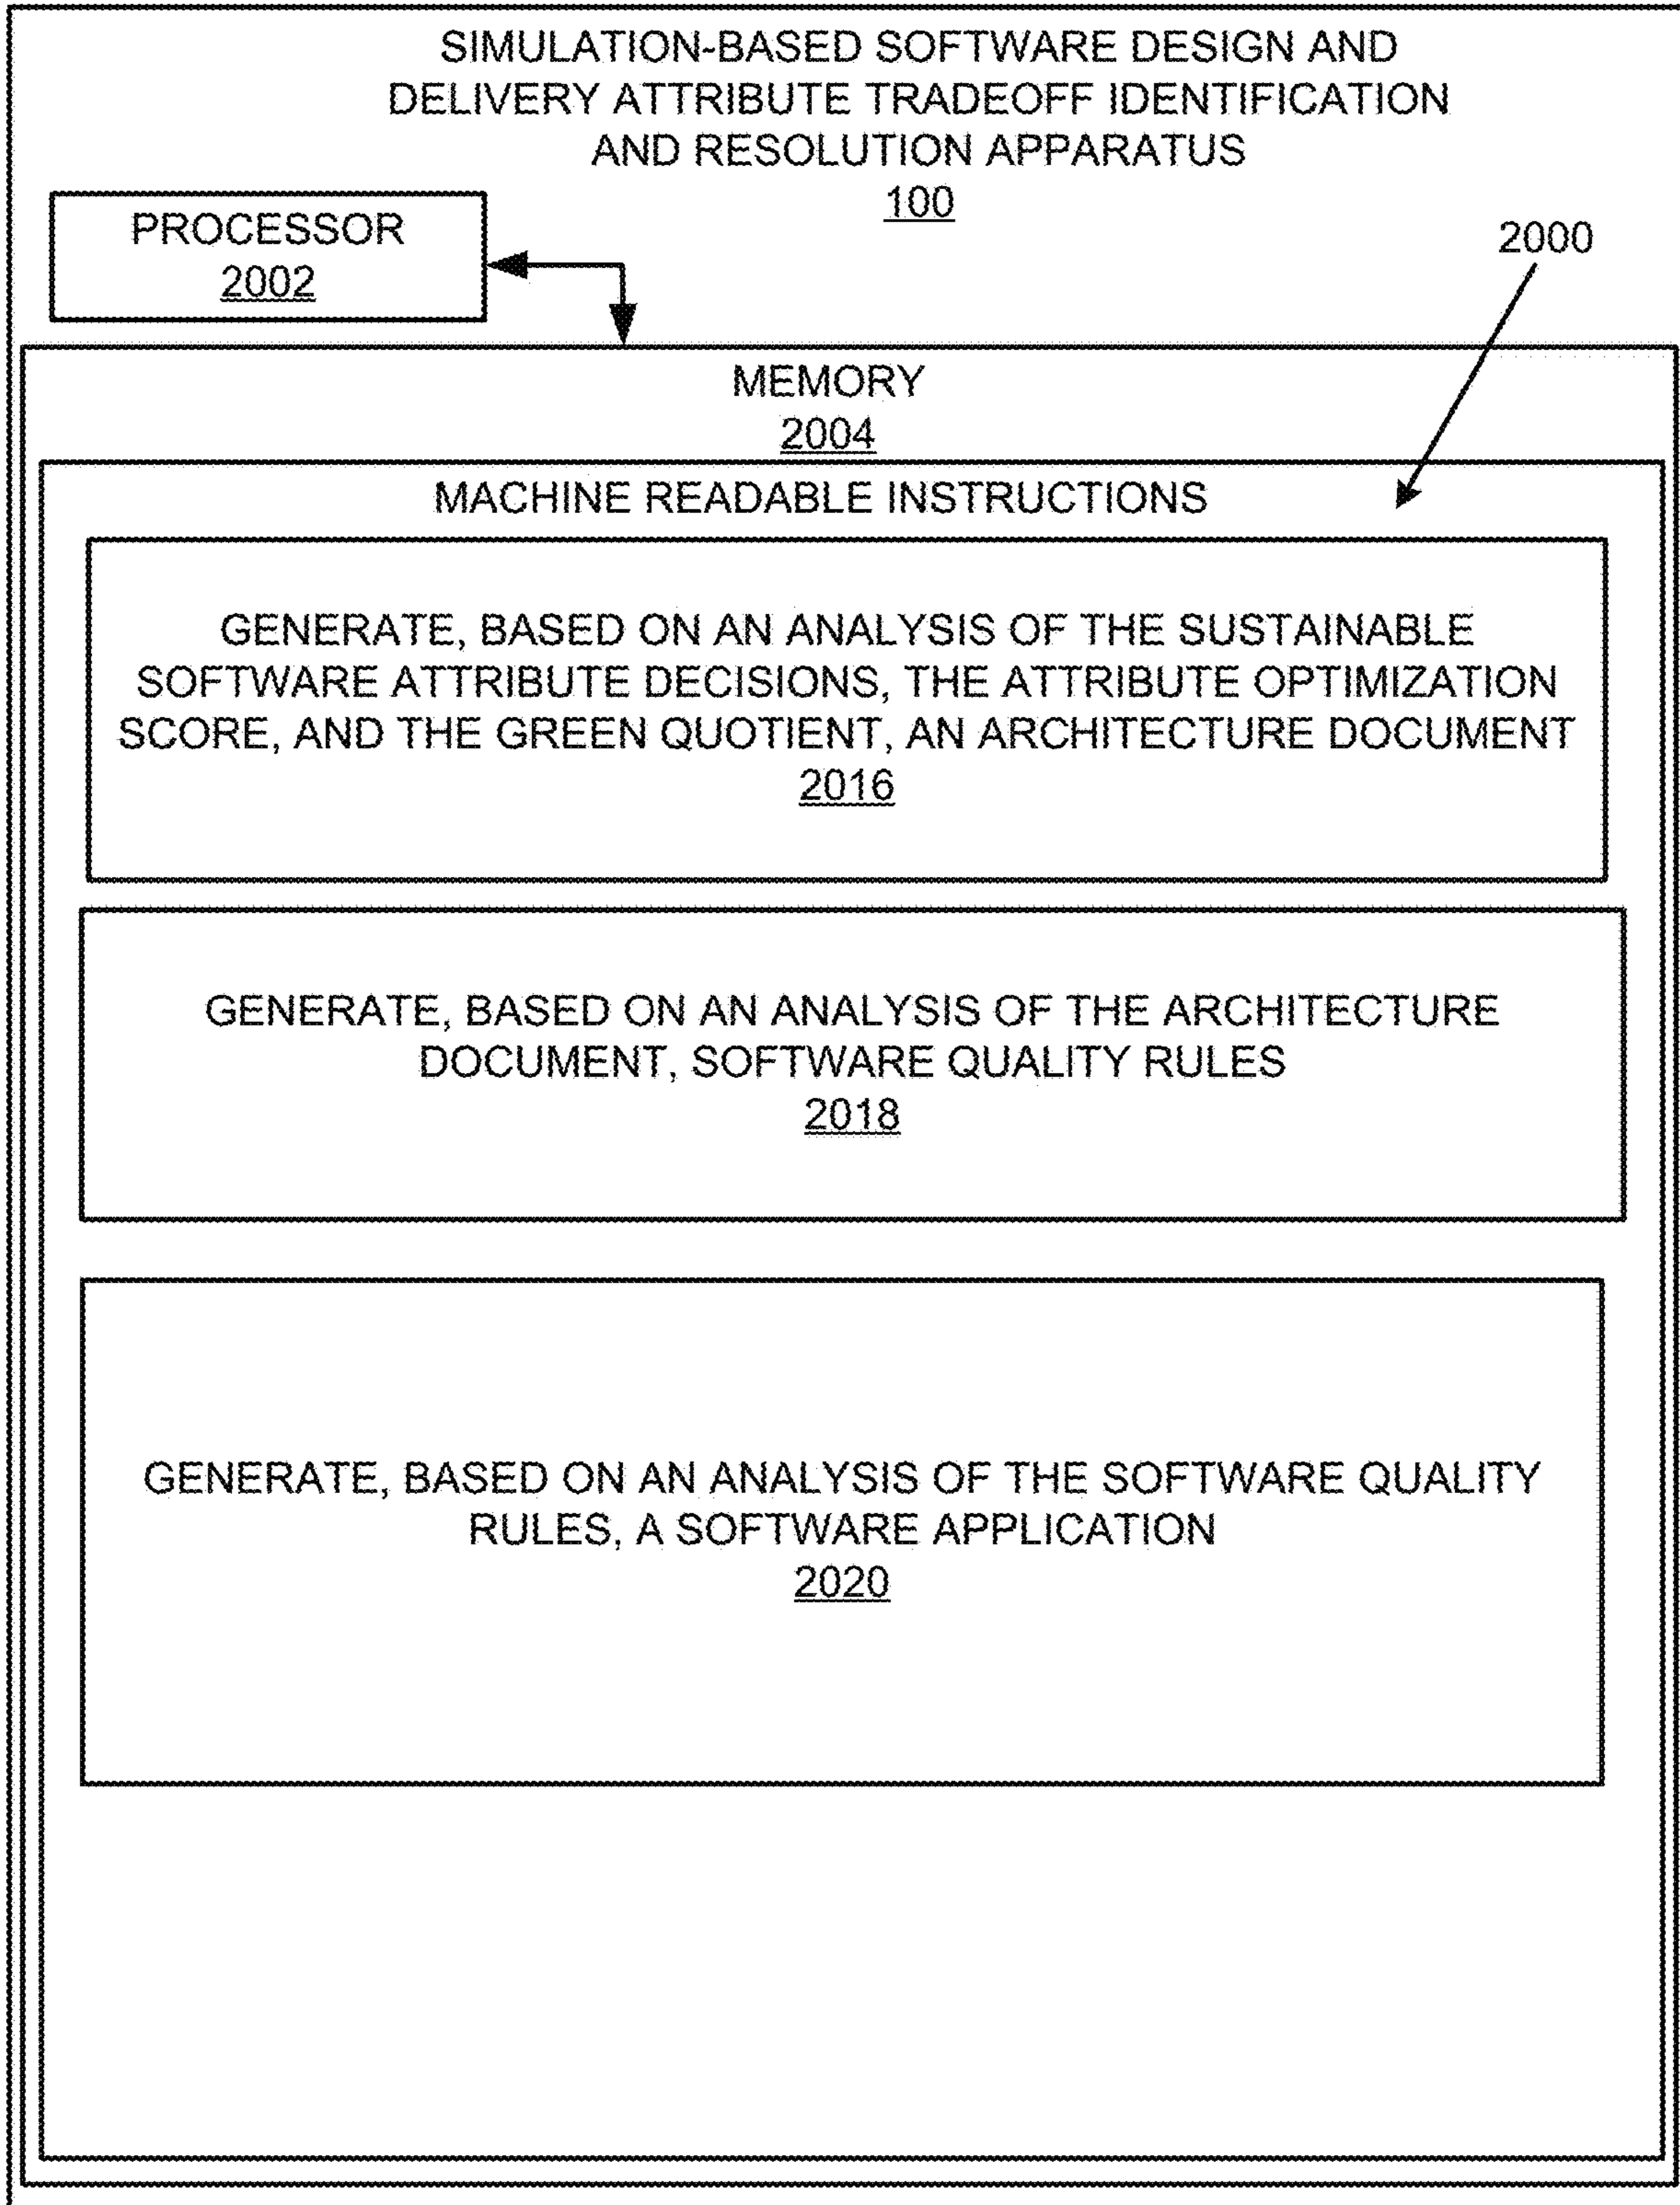 SIMULATION-BASED SOFTWARE DESIGN AND
DELIVERY ATTRIBUTE TRADEOFF IDENTIFICATION
AND RESOLUTION APPARATUS
100
PROCESSOR
2002
2000
MEMORY
2004
MACHINE READABLE INSTRUCTIONS
GENERATE, BASED ON AN ANALYSIS OF THE SUSTAINABLE
SOFTWARE ATTRIBUTE DECISIONS, THE ATTRIBUTE OPTIMIZATION
SCORE, AND THE GREEN QUOTIENT, AN ARCHITECTURE DOCUMENT
2016
GENERATE, BASED ON AN ANALYSIS OF THE ARCHITECTURE
DOCUMENT, SOFTWARE QUALITY RULES
2018
GENERATE, BASED ON AN ANALYSIS OF THE SOFTWARE QUALITY
RULES, A SOFTWARE APPLICATION
2020